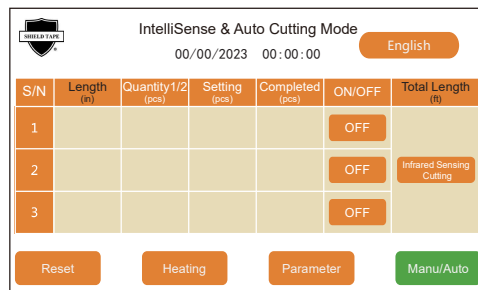 SHIELD TAPE
®
IntelliSense & Auto Cutting Mode
00/00/2023 00:00:00
English
S/N Length Quantity1/2 Setting Completed ON/OFF Total Length
(in) (pcs) (pcs) (pcs) (ft)
1 OFF
2 OFF Infrared Sensing
Cutting
3 OFF
Reset Heating Parameter Manu/Auto